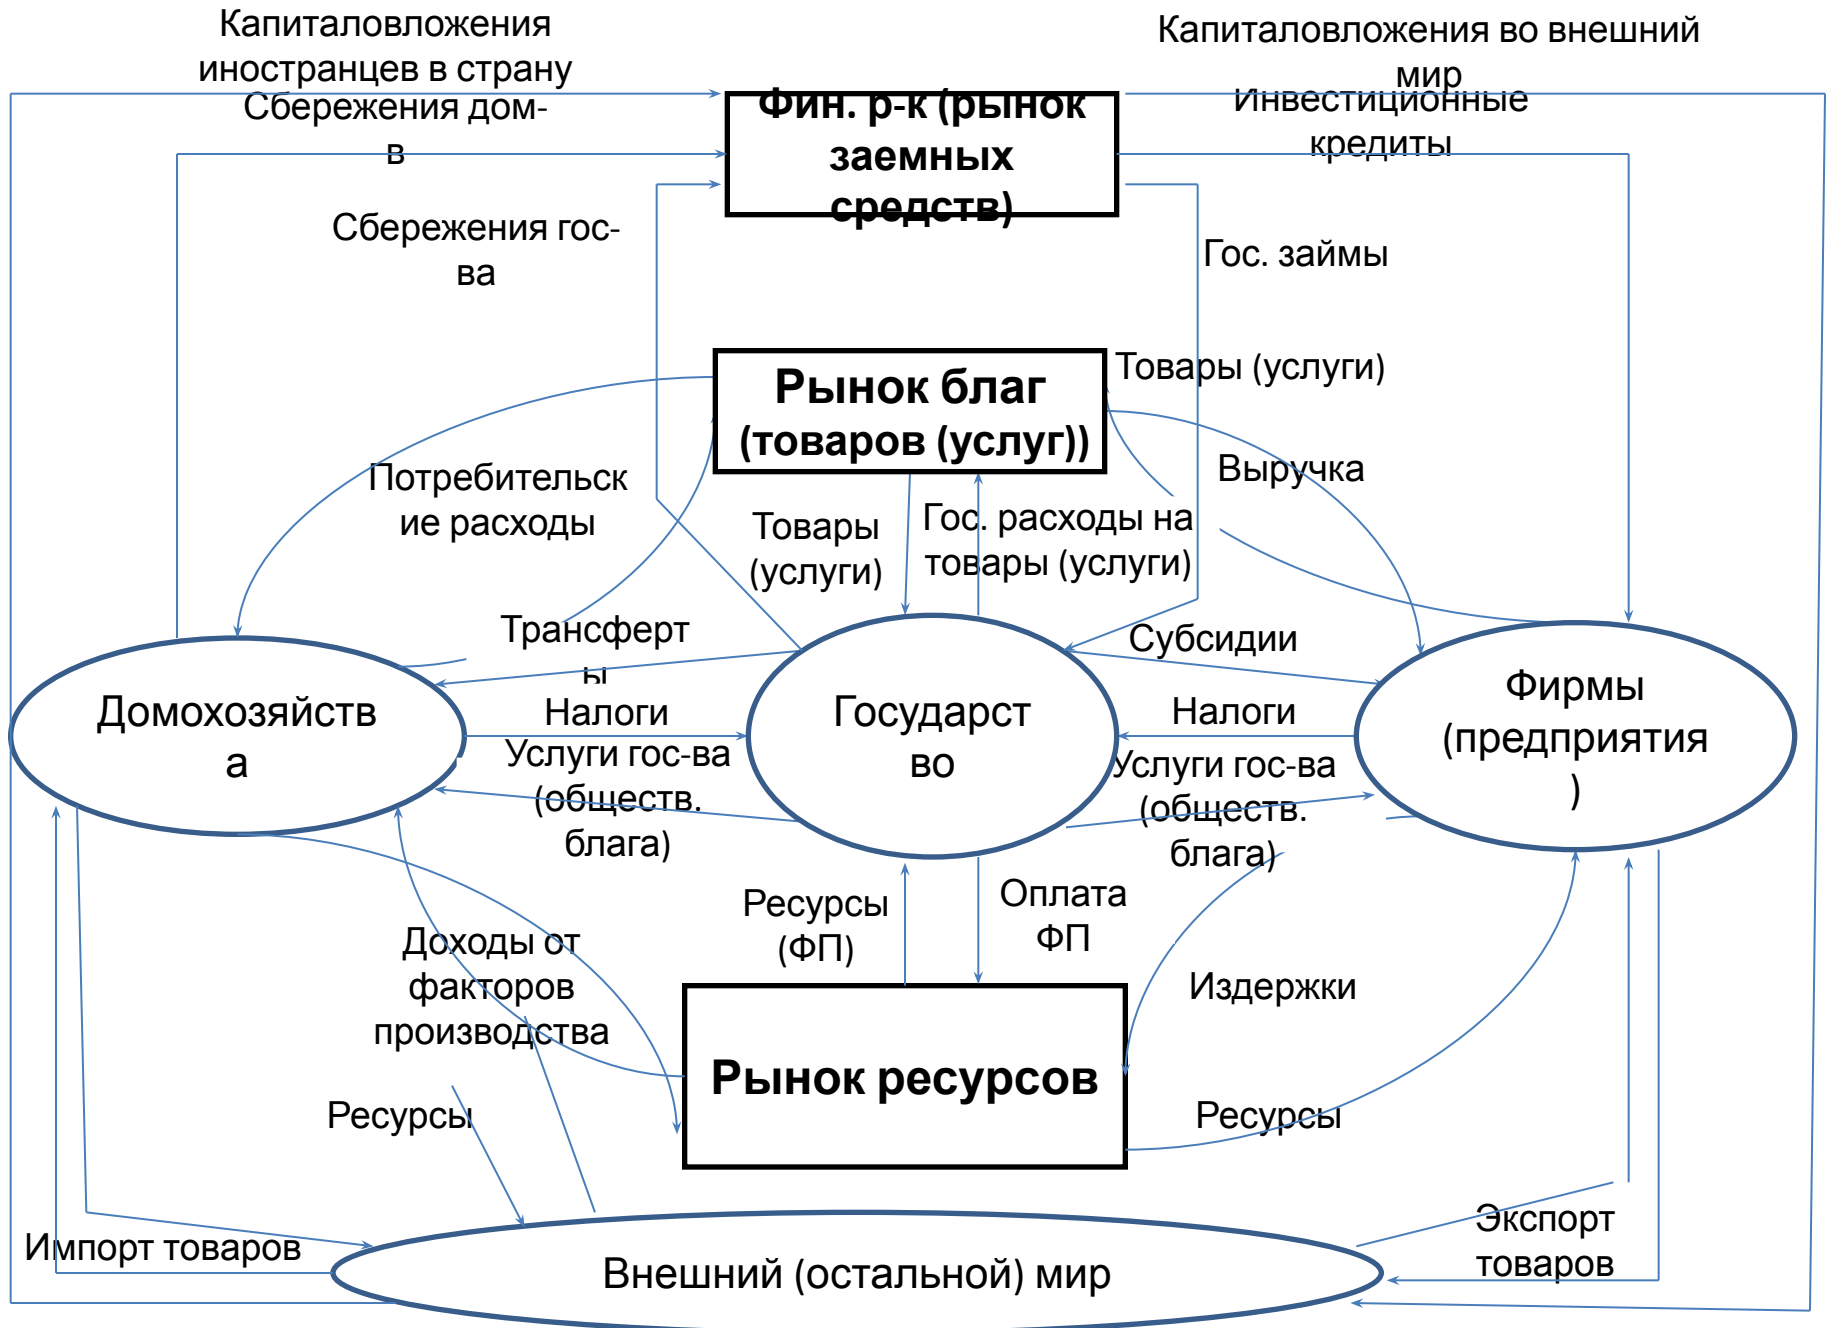 Капиталовложения
иностранцев в страну
Капиталовложения во внешний
мир
Сбережения дом-
в
Фин. р-к (рынок
заемных
средств)
Инвестиционные
кредиты
Сбережения гос-
ва
Гос. займы
Рынок благ
(товаров (услуг))
Товары (услуги)
Потребительск
ие расходы
Выручка
Товары
(услуги)
Гос. расходы на
товары (услуги)
Трансферт
ы
Субсидии
Домохозяйств
а
Налоги
Государст
во
Налоги
Фирмы
(предприятия
)
Услуги гос-ва
(обществ.
блага)
Услуги гос-ва
(обществ.
блага)
Ресурсы
(ФП)
Оплата
ФП
Доходы от
факторов
производства
Издержки
Рынок ресурсов
Ресурсы
Ресурсы
Импорт товаров
Экспорт
товаров
Внешний (остальной) мир